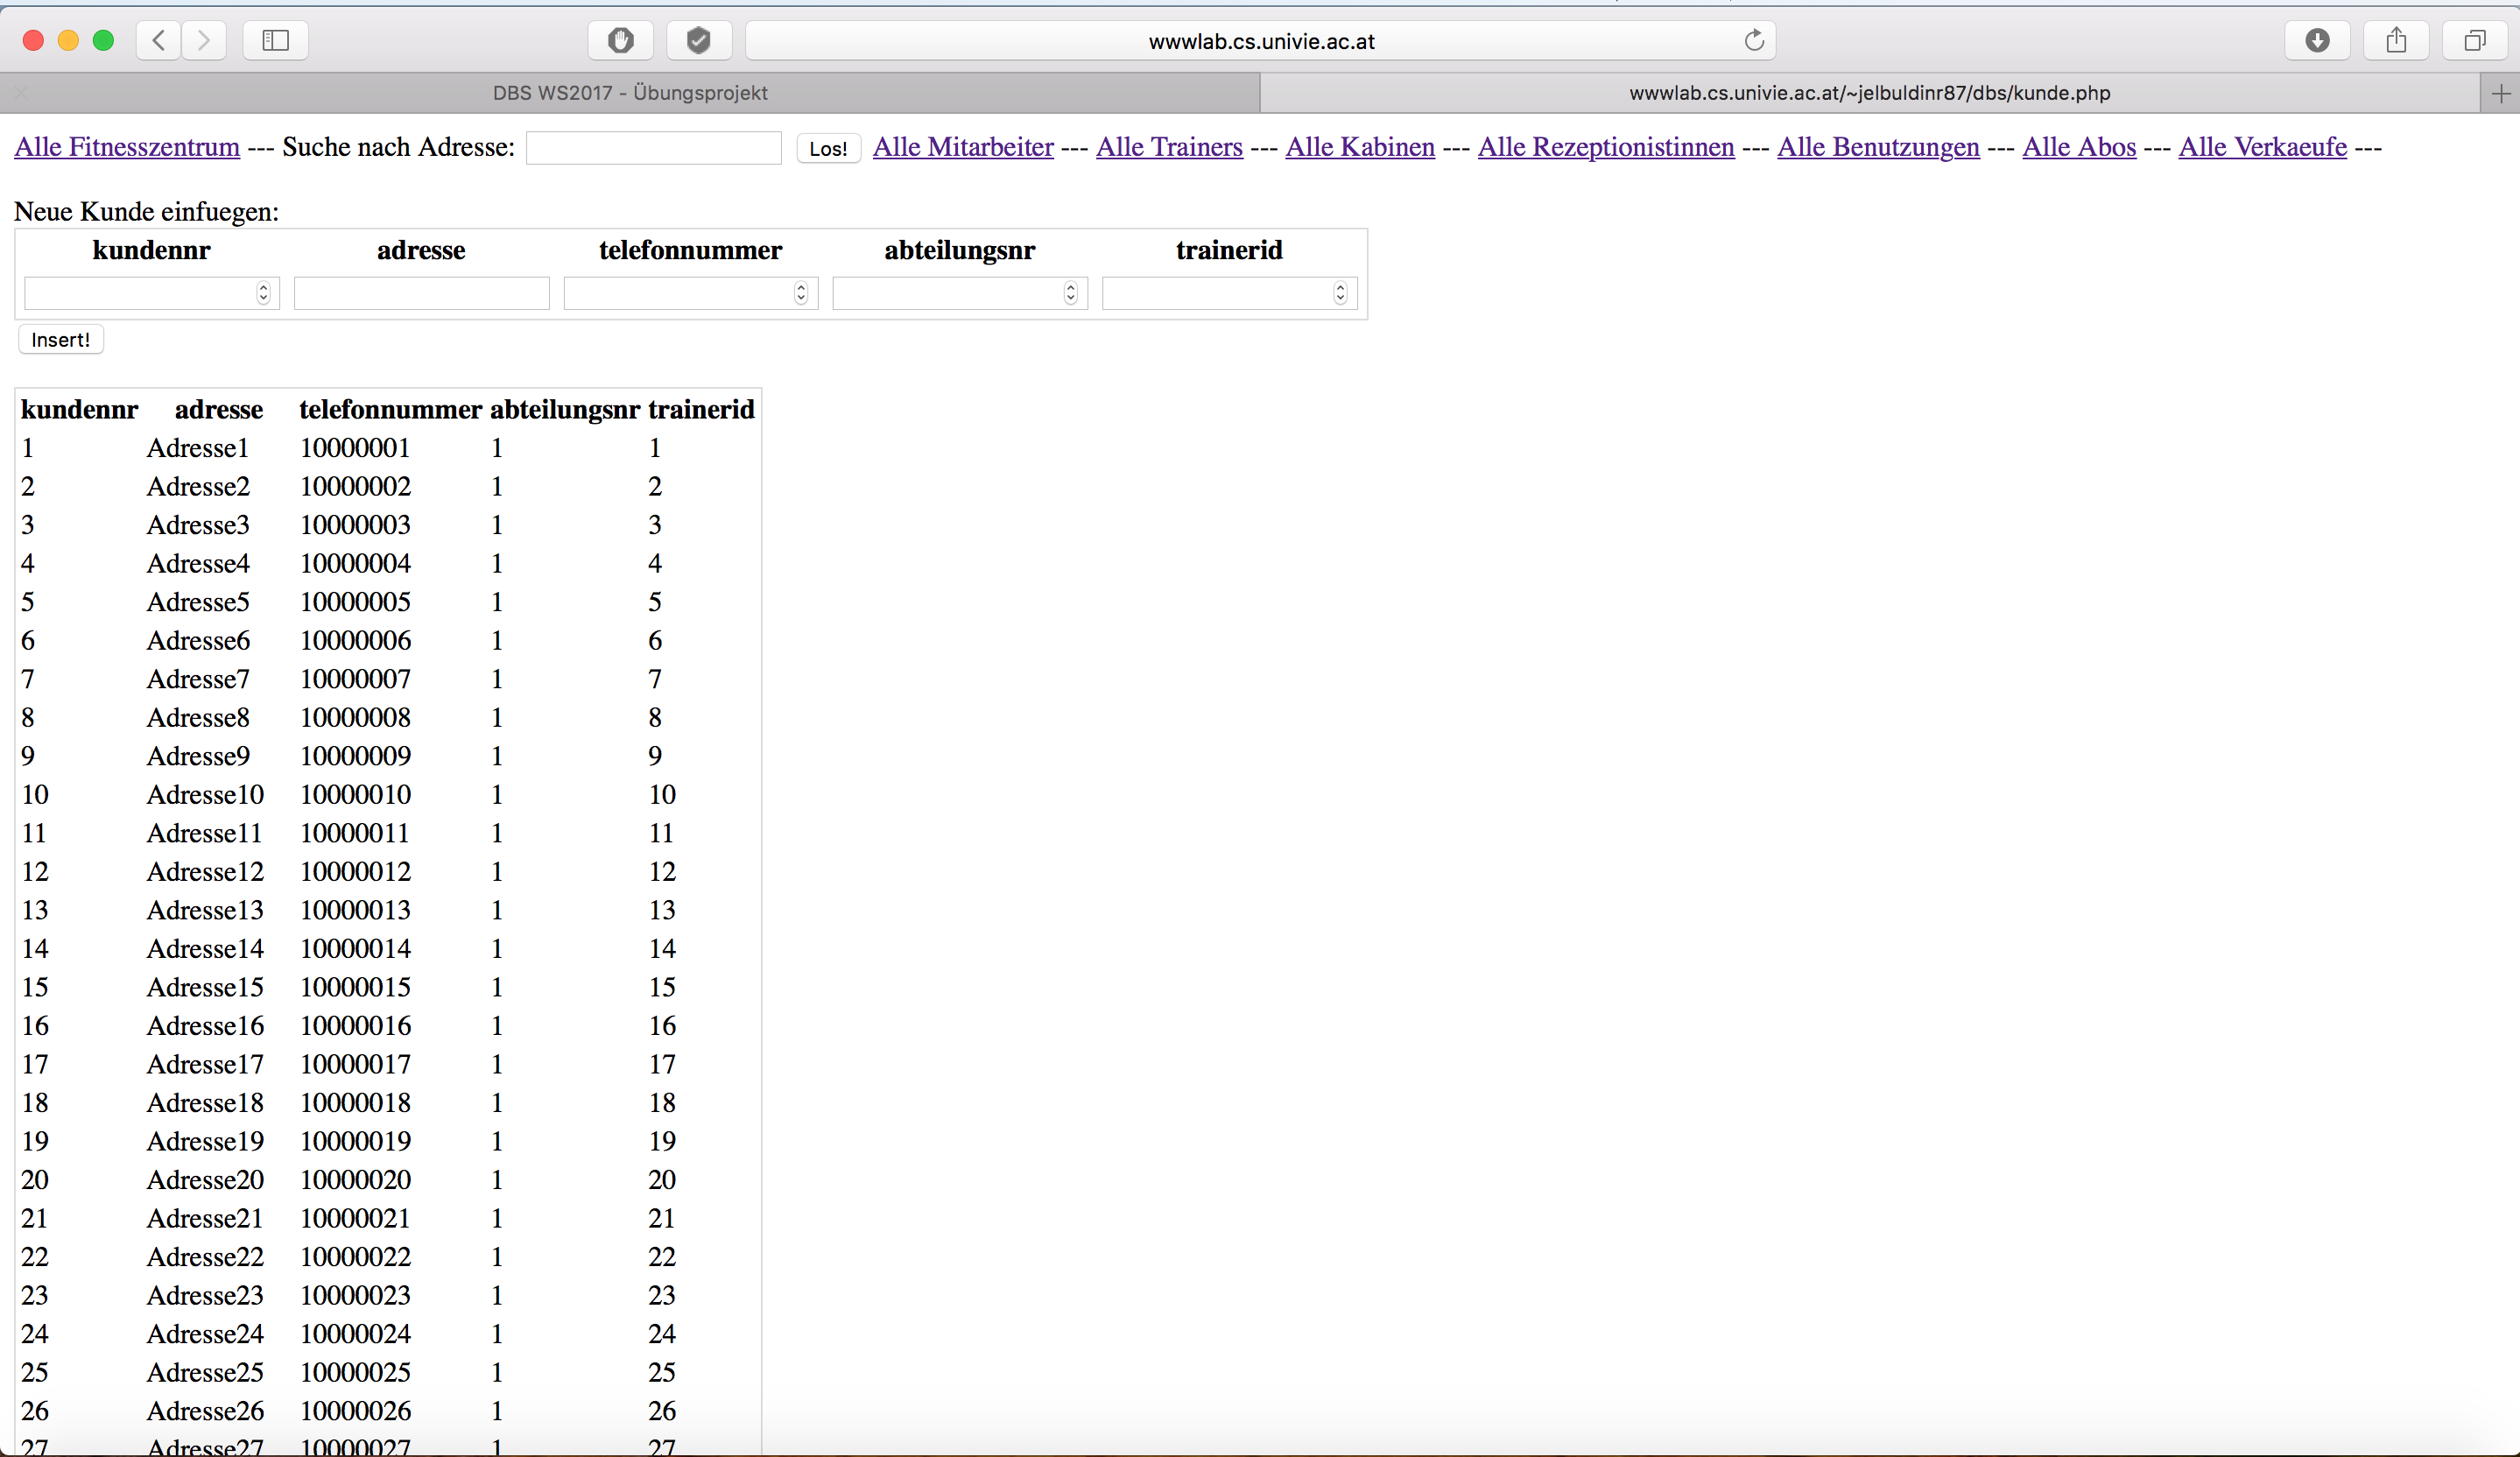 wwwlab.cs.univie.ac.at
DBS WS2017 - Übungsprojekt
wwwlab.cs.univie.ac.at/~jelbuldinr87/dbs/kunde.php
Alle Fitnesszentrum --- Suche nach Adresse: Los! Alle Mitarbeiter --- Alle Trainers --- Alle Kabinen --- Alle Rezeptionistinnen --- Alle Benutzungen --- Alle Abos --- Alle Verkaeufe ---
Neue Kunde einfuegen:
kundennr adresse telefonnummer abteilungsnr trainerid
Insert!
kundennr adresse telefonnummer abteilungsnr trainerid
1 Adresse1 10000001 1 1
2 Adresse2 10000002 1 2
3 Adresse3 10000003 1 3
4 Adresse4 10000004 1 4
5 Adresse5 10000005 1 5
6 Adresse6 10000006 1 6
7 Adresse7 10000007 1 7
8 Adresse8 10000008 1 8
9 Adresse9 10000009 1 9
10 Adresse10 10000010 1 10
11 Adresse11 10000011 1 11
12 Adresse12 10000012 1 12
13 Adresse13 10000013 1 13
14 Adresse14 10000014 1 14
15 Adresse15 10000015 1 15
16 Adresse16 10000016 1 16
17 Adresse17 10000017 1 17
18 Adresse18 10000018 1 18
19 Adresse19 10000019 1 19
20 Adresse20 10000020 1 20
21 Adresse21 10000021 1 21
22 Adresse22 10000022 1 22
23 Adresse23 10000023 1 23
24 Adresse24 10000024 1 24
25 Adresse25 10000025 1 25
26 Adresse26 10000026 1 26
27 Adresse27 10000027 1 27